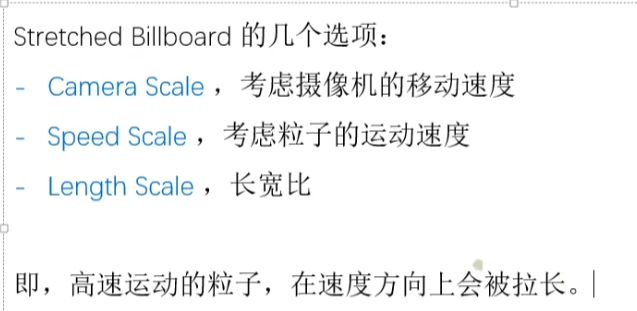 Stretched Billboard 的几个选项：
- Camera Scale ，考虑摄像机的移动速度
- Speed Scale ，考虑粒子的运动速度
- Length Scale ，长宽比
即，高速运动的粒子，在速度方向上会被拉长。